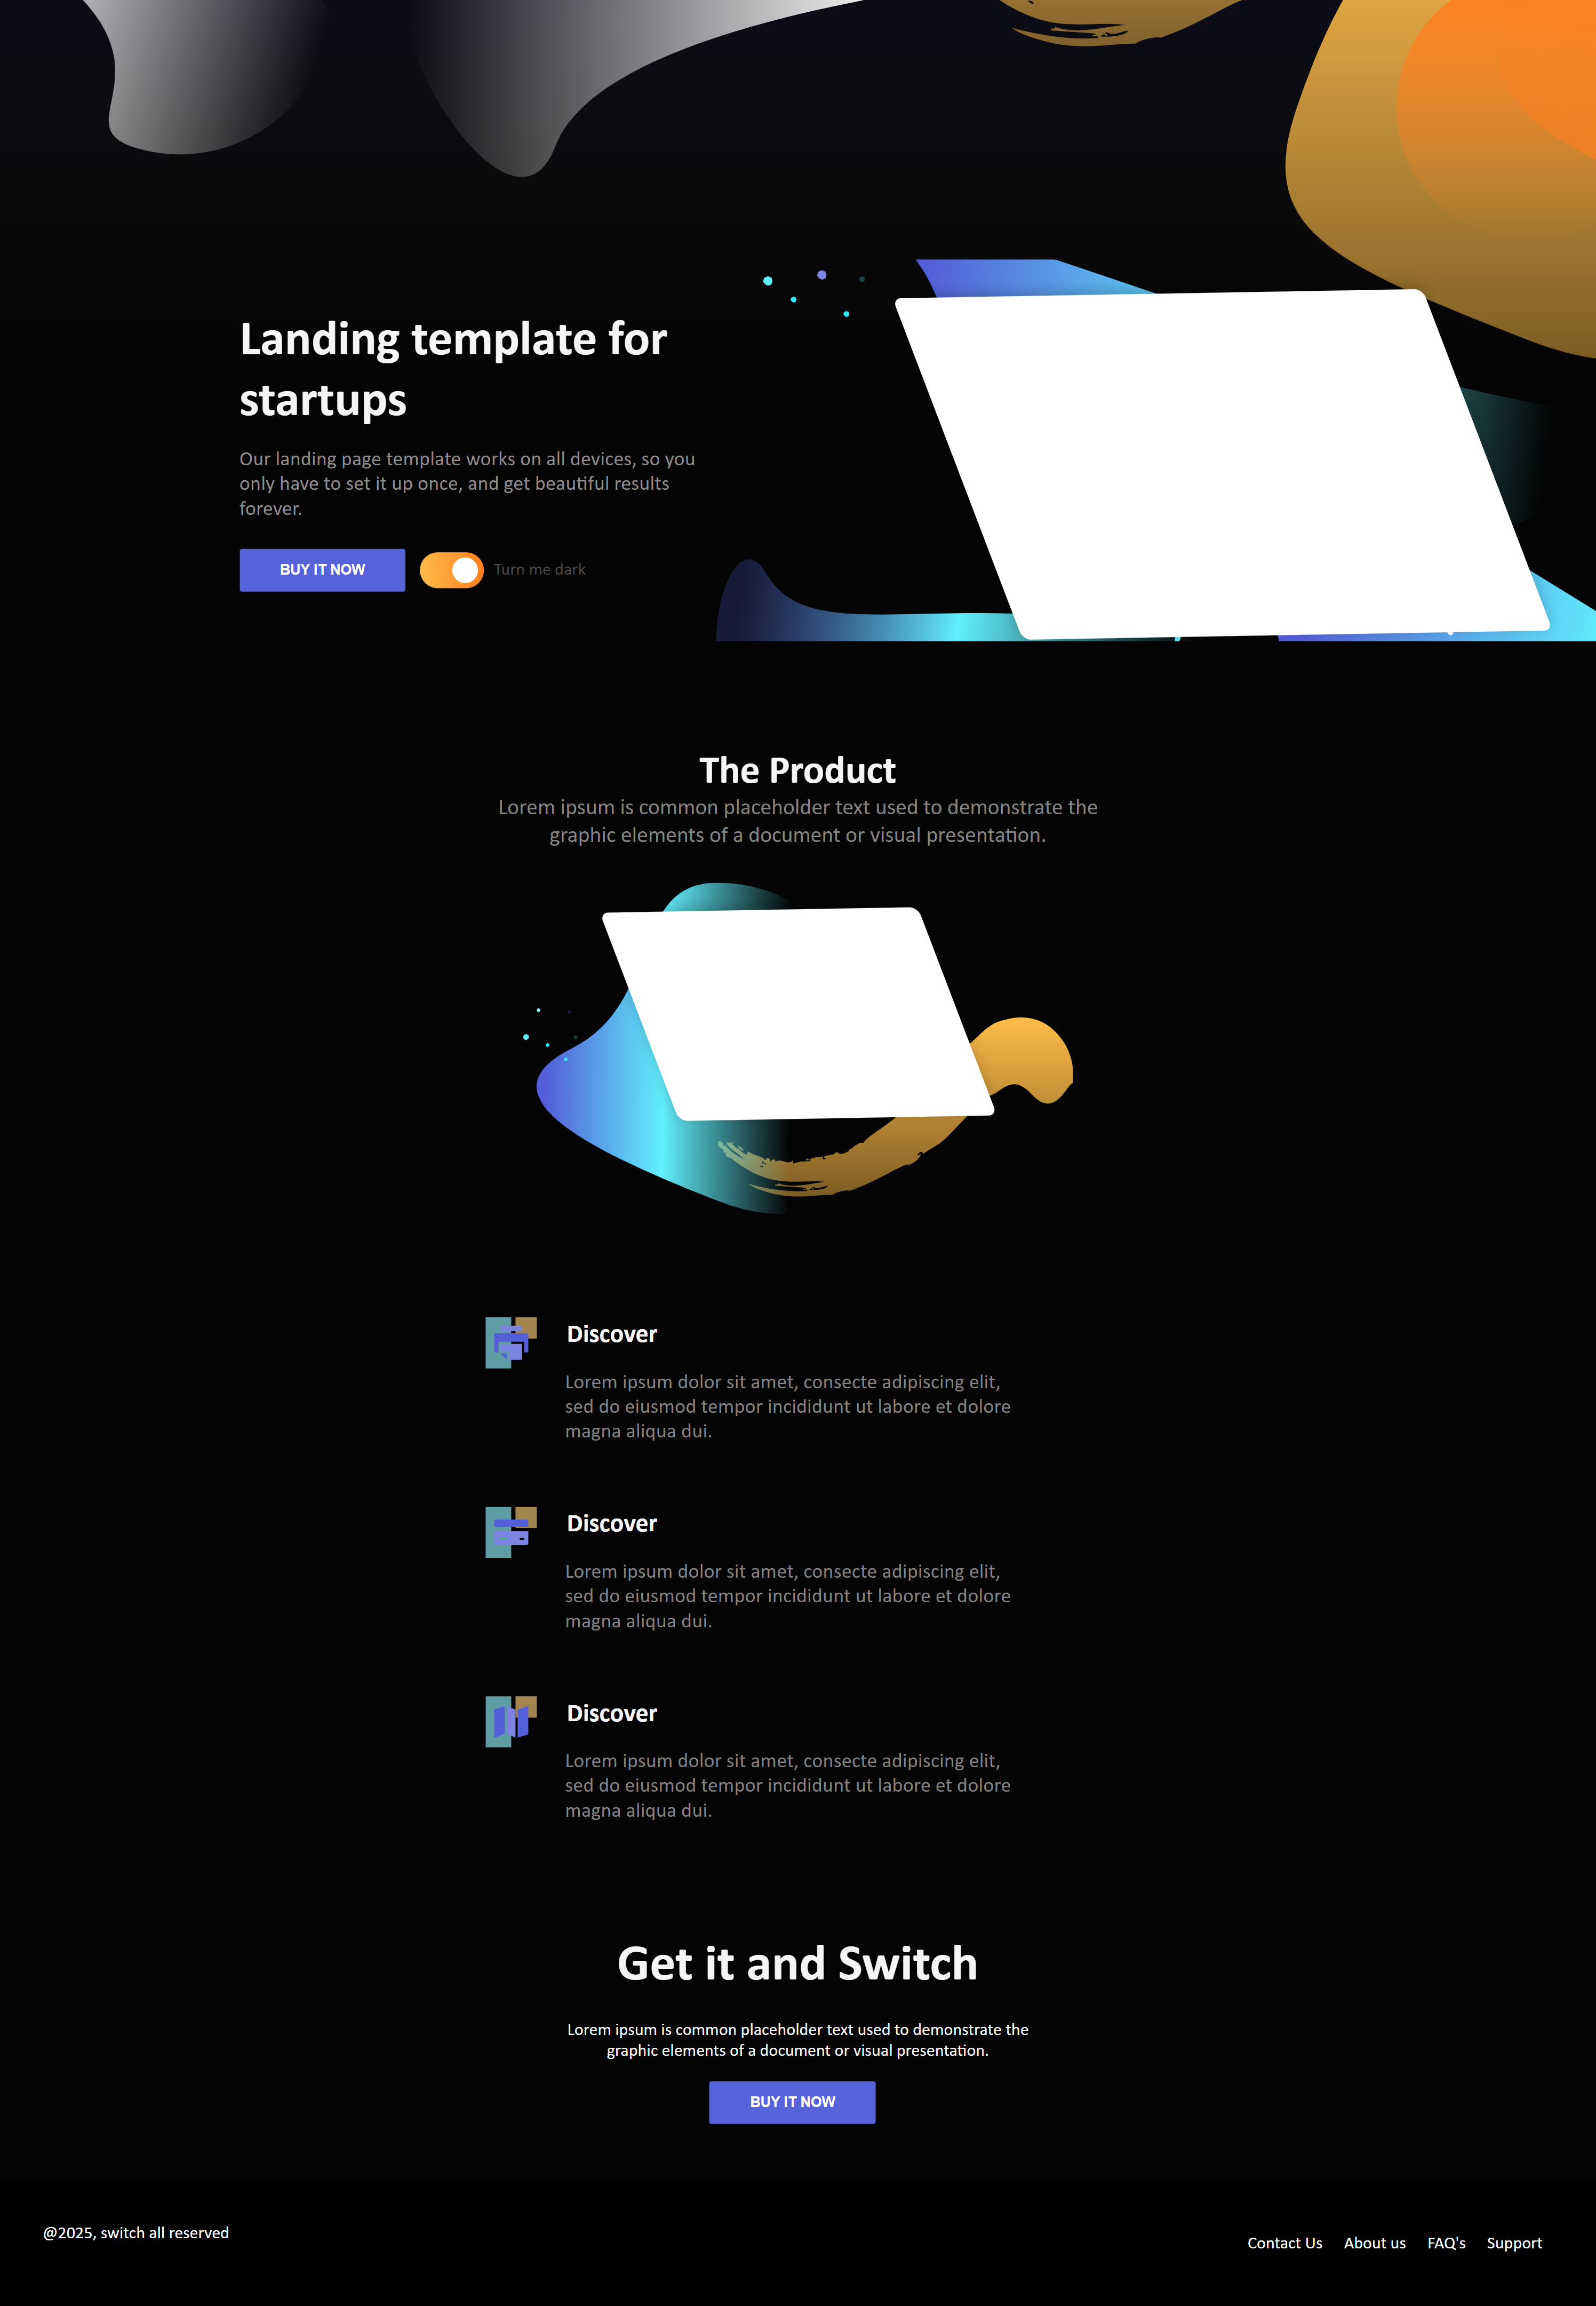 Landing template for
startups
Our landing page template works on all devices, so you
only have to set it up once, and get beautiful results
forever.
BUY IT NOW
Turn me dark
The Product
Lorem ipsum is common placeholder text used to demonstrate the
graphic elements of a document or visual presentation.
Discover
Lorem ipsum dolor sit amet, consecte adipiscing elit,
sed do eiusmod tempor incididunt ut labore et dolore
magna aliqua dui.
Discover
Lorem ipsum dolor sit amet, consecte adipiscing elit,
sed do eiusmod tempor incididunt ut labore et dolore
magna aliqua dui.
Discover
Lorem ipsum dolor sit amet, consecte adipiscing elit,
sed do eiusmod tempor incididunt ut labore et dolore
magna aliqua dui.
Get it and Switch
Lorem ipsum is common placeholder text used to demonstrate the
graphic elements of a document or visual presentation.
BUY IT NOW
@2025, switch all reserved
Contact Us About us FAQ's Support